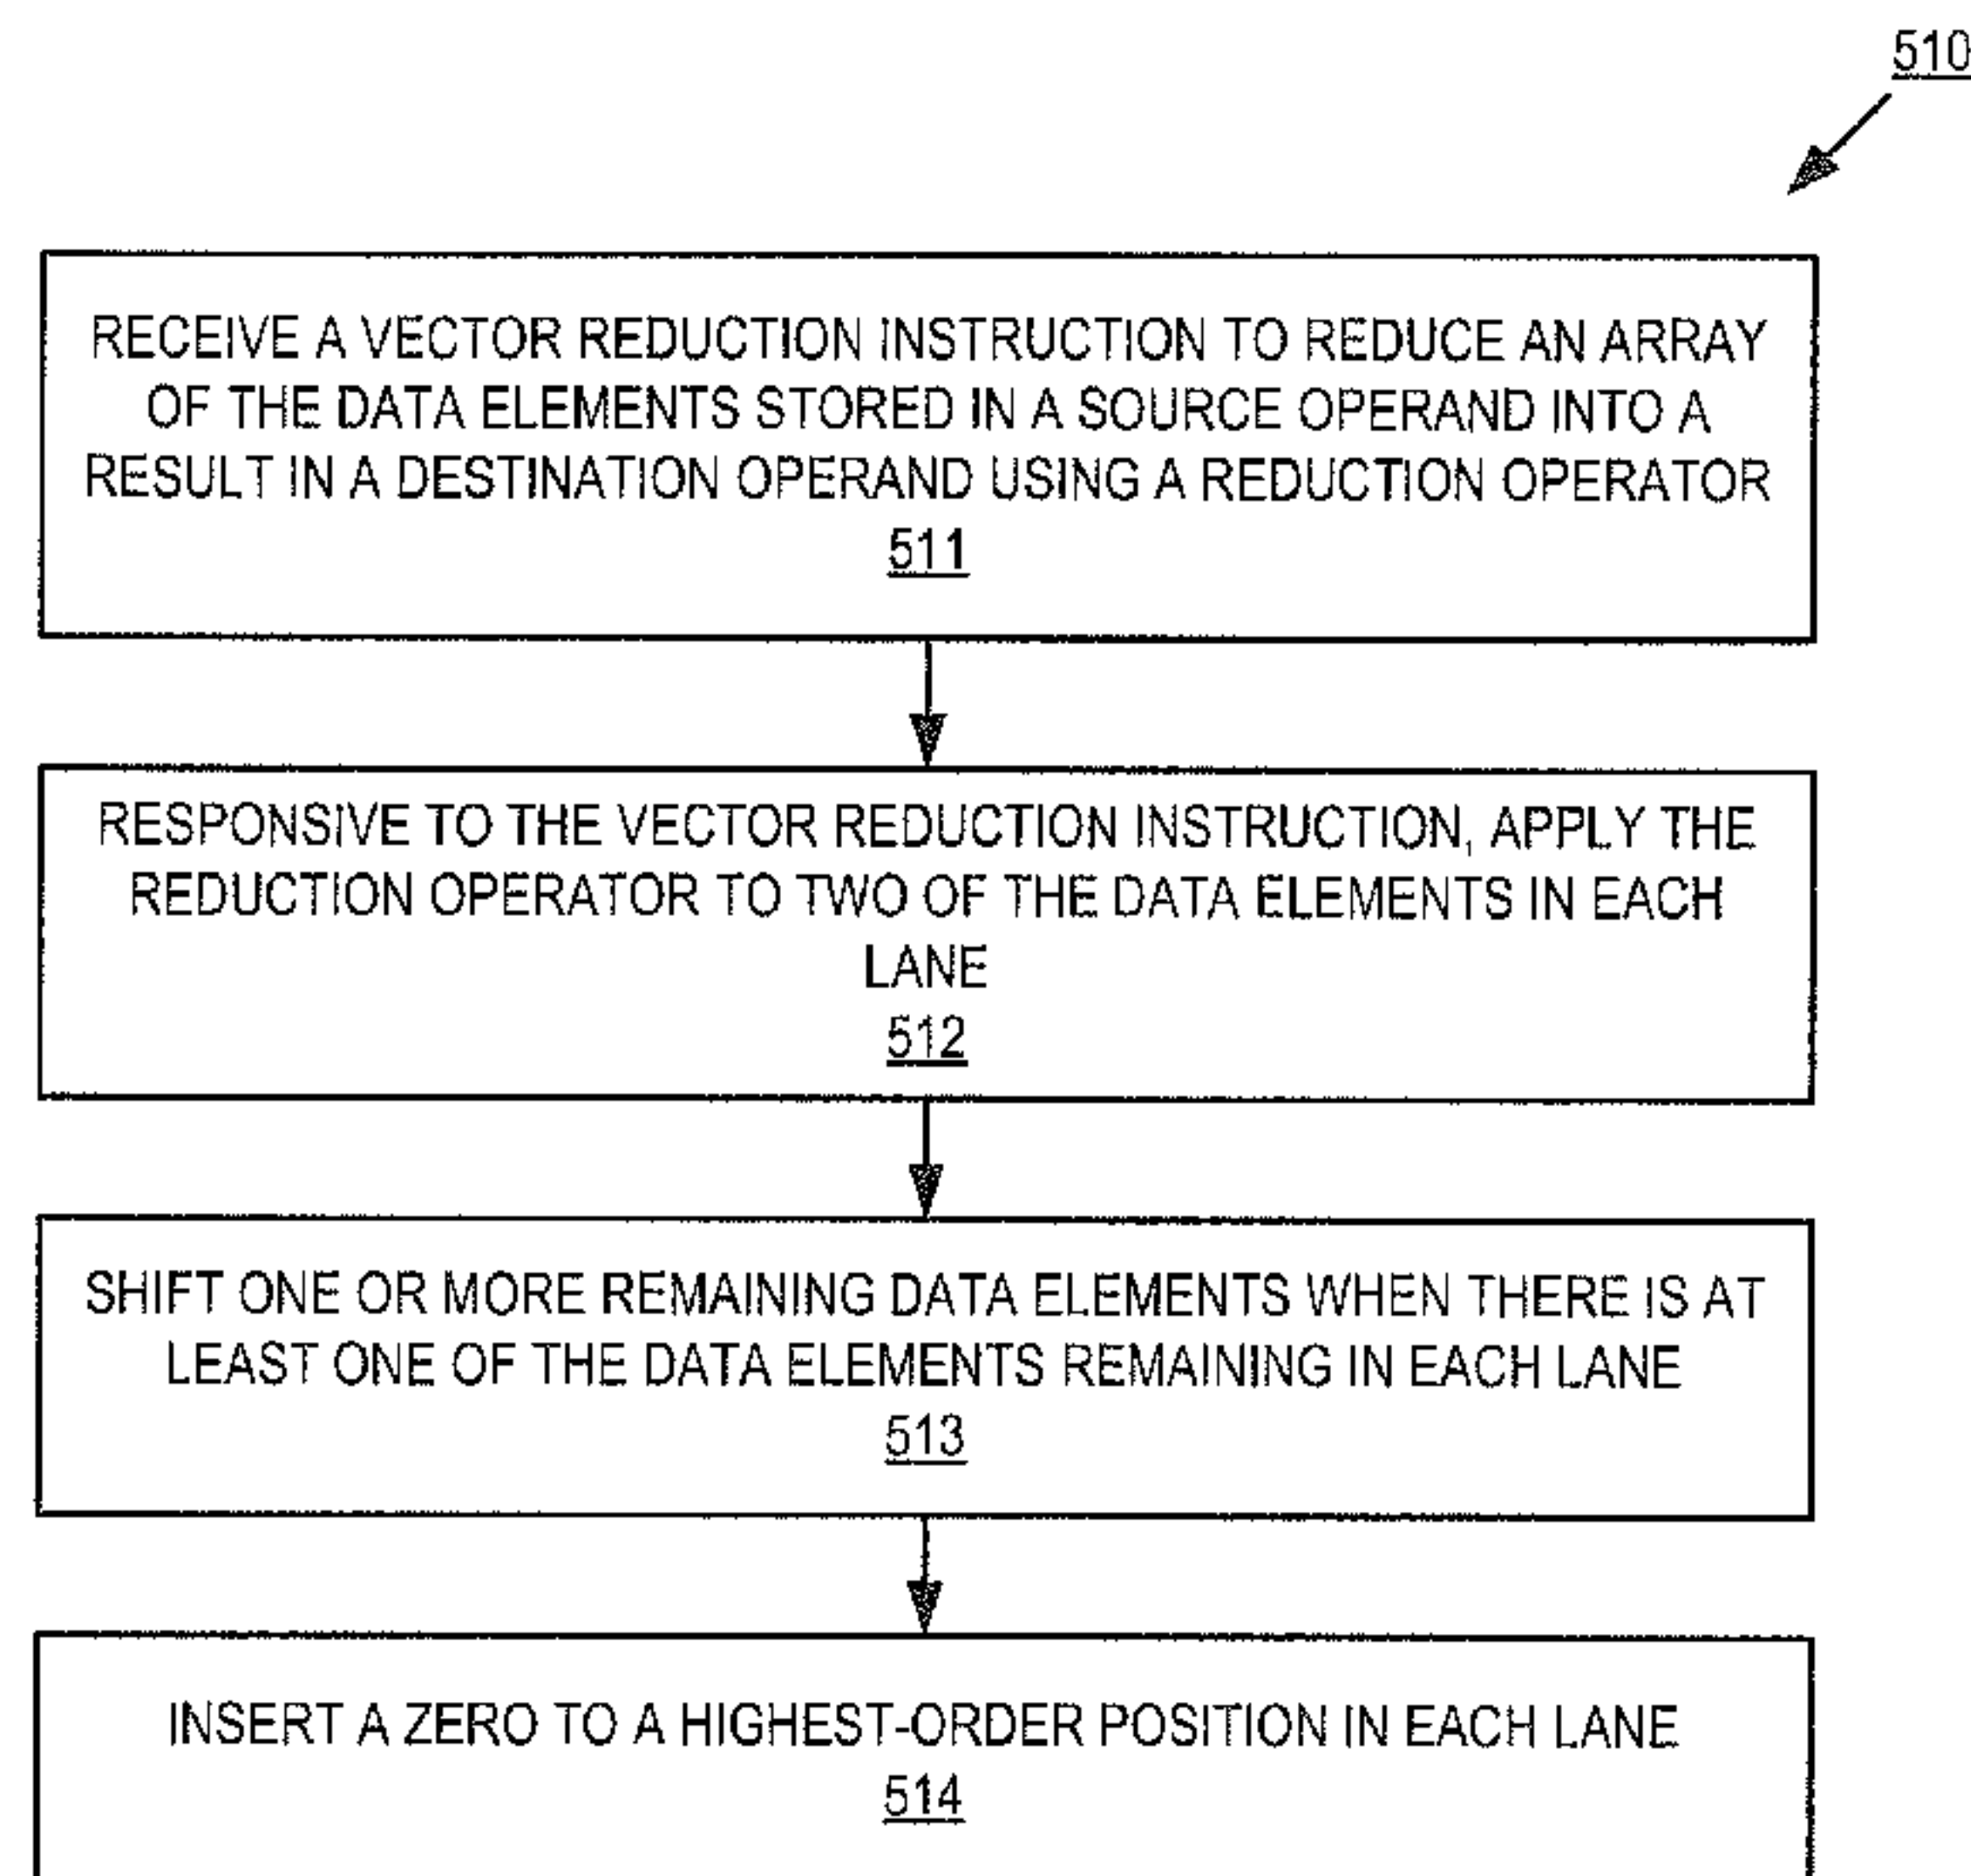 510
RECEIVE A VECTOR REDUCTION INSTRUCTION TO REDUCE AN ARRAY
OF THE DATA ELEMENTS STORED IN A SOURCE OPERAND INTO A
RESULT IN A DESTINATION OPERAND USING A REDUCTION OPERATOR
511
RESPONSIVE TO THE VECTOR REDUCTION INSTRUCTION, APPLY THE
REDUCTION OPERATOR TO TWO OF THE DATA ELEMENTS IN EACH
LANE
512
SHIFT ONE OR MORE REMAINING DATA ELEMENTS WHEN THERE IS AT
LEAST ONE OF THE DATA ELEMENTS REMAINING IN EACH LANE
513
INSERT A ZERO TO A HIGHEST-ORDER POSITION IN EACH LANE
514